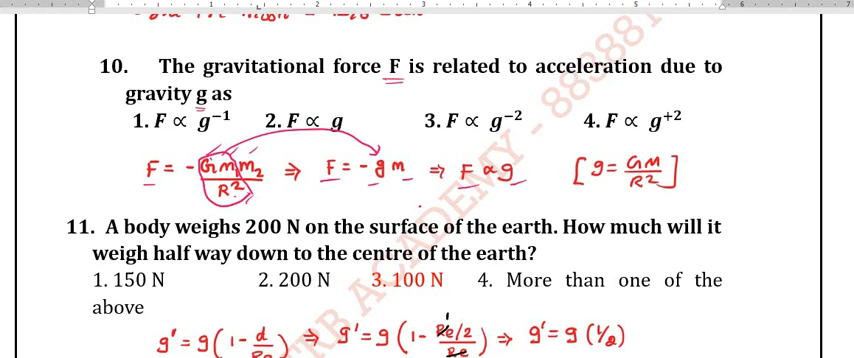 10. The gravitational force F is related to acceleration due to
gravity g as
1. F ∝ g⁻¹ 2. F ∝ g 3. F ∝ g⁻² 4. F ∝ g⁺²
F = - Gm₁m₂/R² ⇒ F = - g m ⇒ F ∝ g [g = GM/R²]
11. A body weighs 200 N on the surface of the earth. How much will it
weigh half way down to the centre of the earth?
1. 150 N 2. 200 N 3. 100 N 4. More than one of the
above
g' = g(1 - d/Re) ⇒ g' = g(1 - Re/2/Re) ⇒ g' = g(1/2)
TRB ACADEMY - 883881